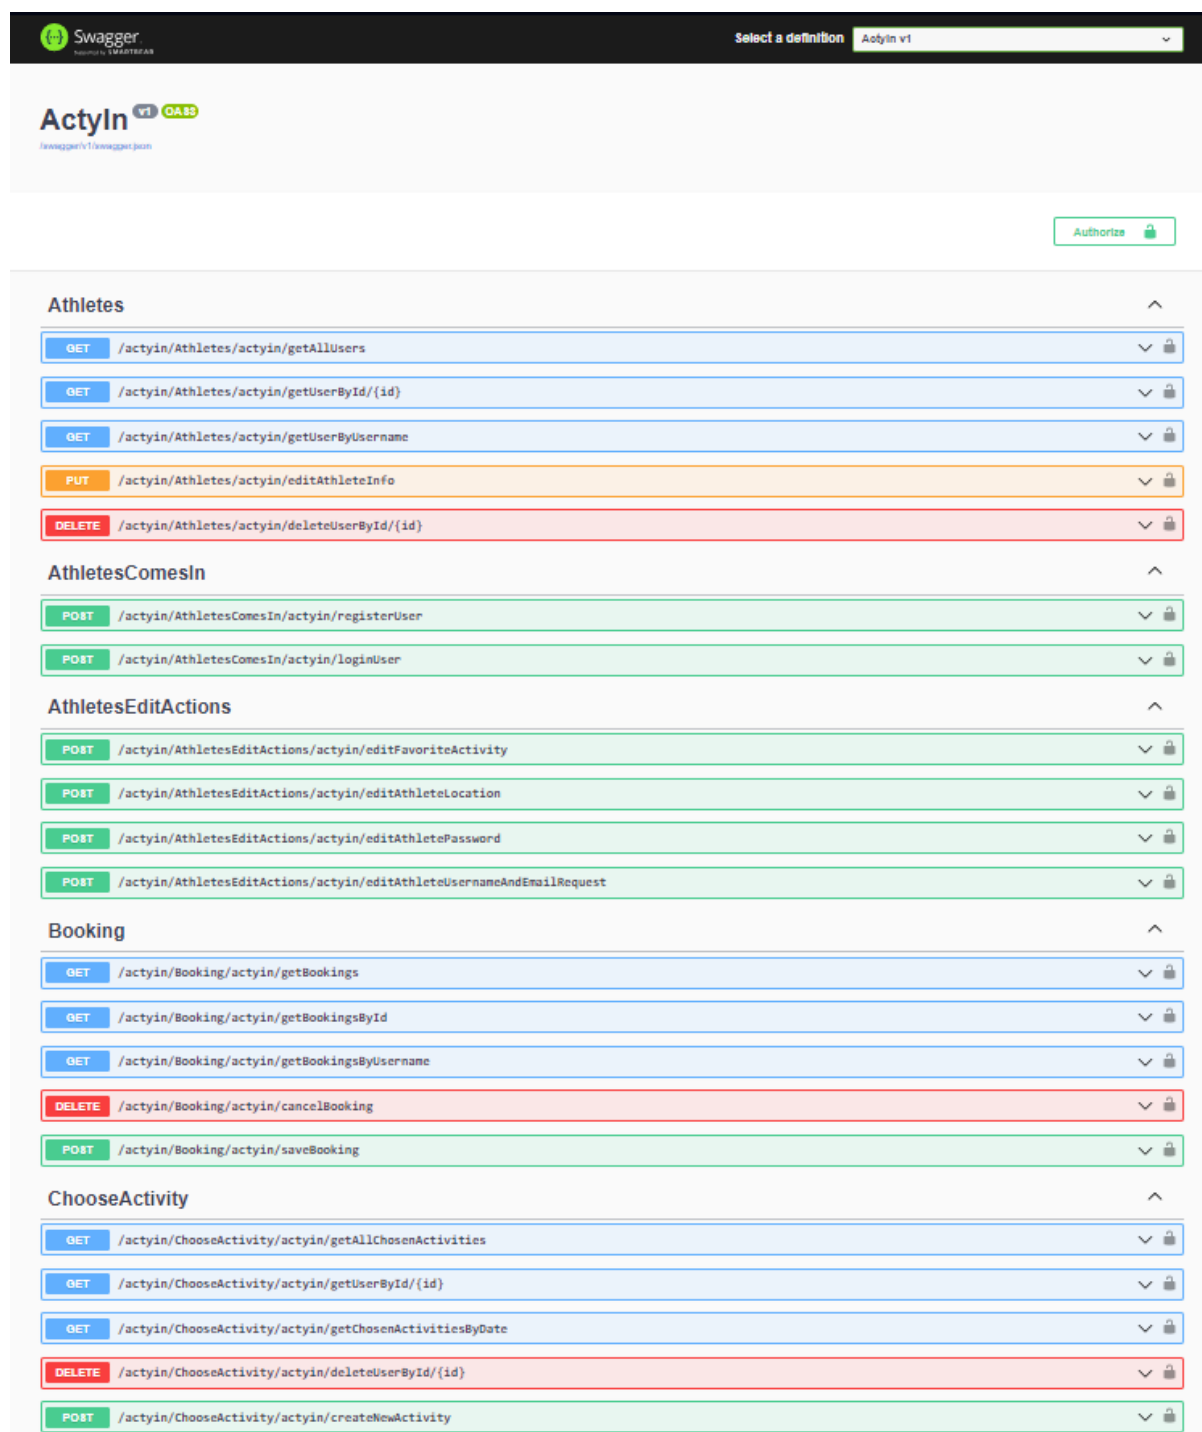 Swagger.
Supported by SMARTBEAR
Select a definition ActyIn v1
ActyIn v1 OAS3
/swagger/v1/swagger.json
Authorize
Athletes
GET /actyin/Athletes/actyin/getAllUsers
GET /actyin/Athletes/actyin/getUserById/{id}
GET /actyin/Athletes/actyin/getUserByUsername
PUT /actyin/Athletes/actyin/editAthleteInfo
DELETE /actyin/Athletes/actyin/deleteUserById/{id}
AthletesComesIn
POST /actyin/AthletesComesIn/actyin/registerUser
POST /actyin/AthletesComesIn/actyin/loginUser
AthletesEditActions
POST /actyin/AthletesEditActions/actyin/editFavoriteActivity
POST /actyin/AthletesEditActions/actyin/editAthleteLocation
POST /actyin/AthletesEditActions/actyin/editAthletePassword
POST /actyin/AthletesEditActions/actyin/editAthleteUsernameAndEmailRequest
Booking
GET /actyin/Booking/actyin/getBookings
GET /actyin/Booking/actyin/getBookingsById
GET /actyin/Booking/actyin/getBookingsByUsername
DELETE /actyin/Booking/actyin/cancelBooking
POST /actyin/Booking/actyin/saveBooking
ChooseActivity
GET /actyin/ChooseActivity/actyin/getAllChosenActivities
GET /actyin/ChooseActivity/actyin/getUserById/{id}
GET /actyin/ChooseActivity/actyin/getChosenActivitiesByDate
DELETE /actyin/ChooseActivity/actyin/deleteUserById/{id}
POST /actyin/ChooseActivity/actyin/createNewActivity